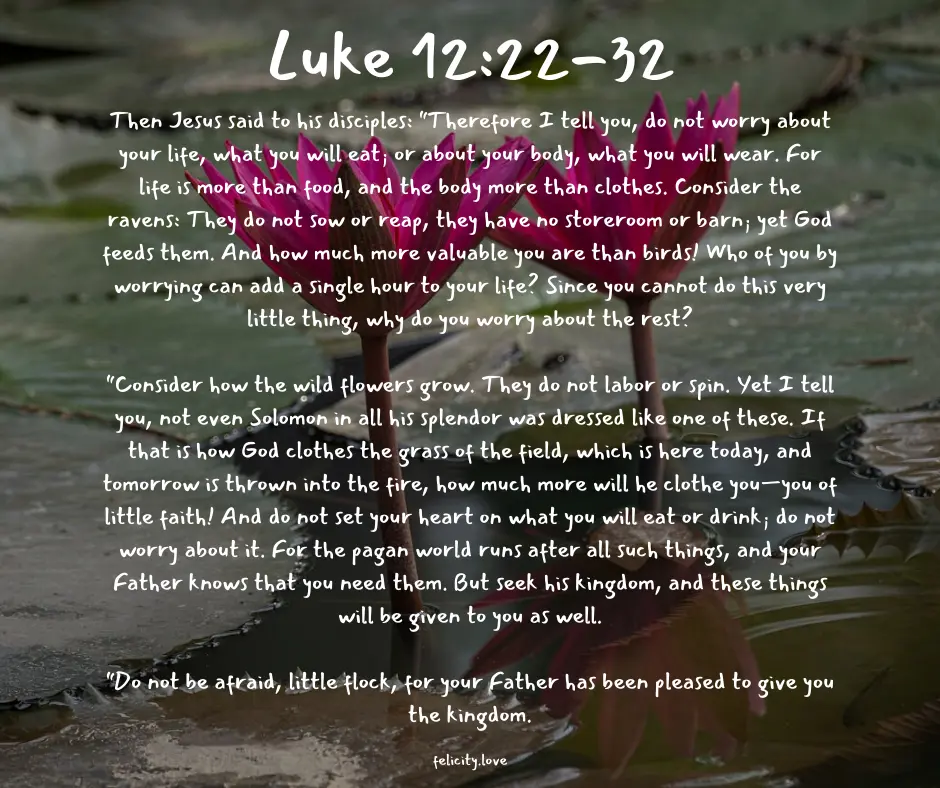 Luke 12:22-32
Then Jesus said to his disciples: "Therefore I tell you, do not worry about
your life, what you will eat; or about your body, what you will wear. For
life is more than food, and the body more than clothes. Consider the
ravens: They do not sow or reap, they have no storeroom or barn; yet God
feeds them. And how much more valuable you are than birds! Who of you by
worrying can add a single hour to your life? Since you cannot do this very
little thing, why do you worry about the rest?
"Consider how the wild flowers grow. They do not labor or spin. Yet I tell
you, not even Solomon in all his splendor was dressed like one of these. If
that is how God clothes the grass of the field, which is here today, and
tomorrow is thrown into the fire, how much more will he clothe you—you of
little faith! And do not set your heart on what you will eat or drink; do not
worry about it. For the pagan world runs after all such things, and your
Father knows that you need them. But seek his kingdom, and these things
will be given to you as well.
"Do not be afraid, little flock, for your Father has been pleased to give you
the kingdom.
felicity.love